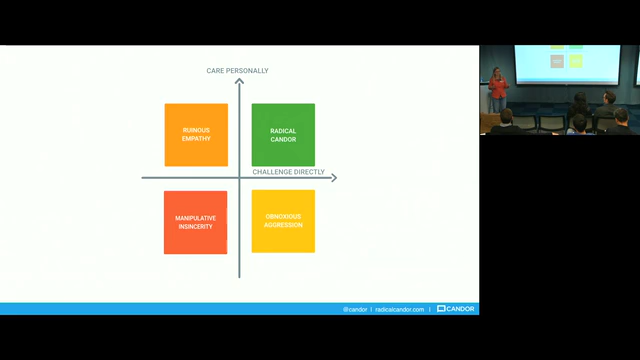 CARE PERSONALLY
RUINOUS
EMPATHY
RADICAL
CANDOR
CHALLENGE DIRECTLY
MANIPULATIVE
INSINCERITY
OBNOXIOUS
AGGRESSION
@candor | radicalcandor.com | CANDOR